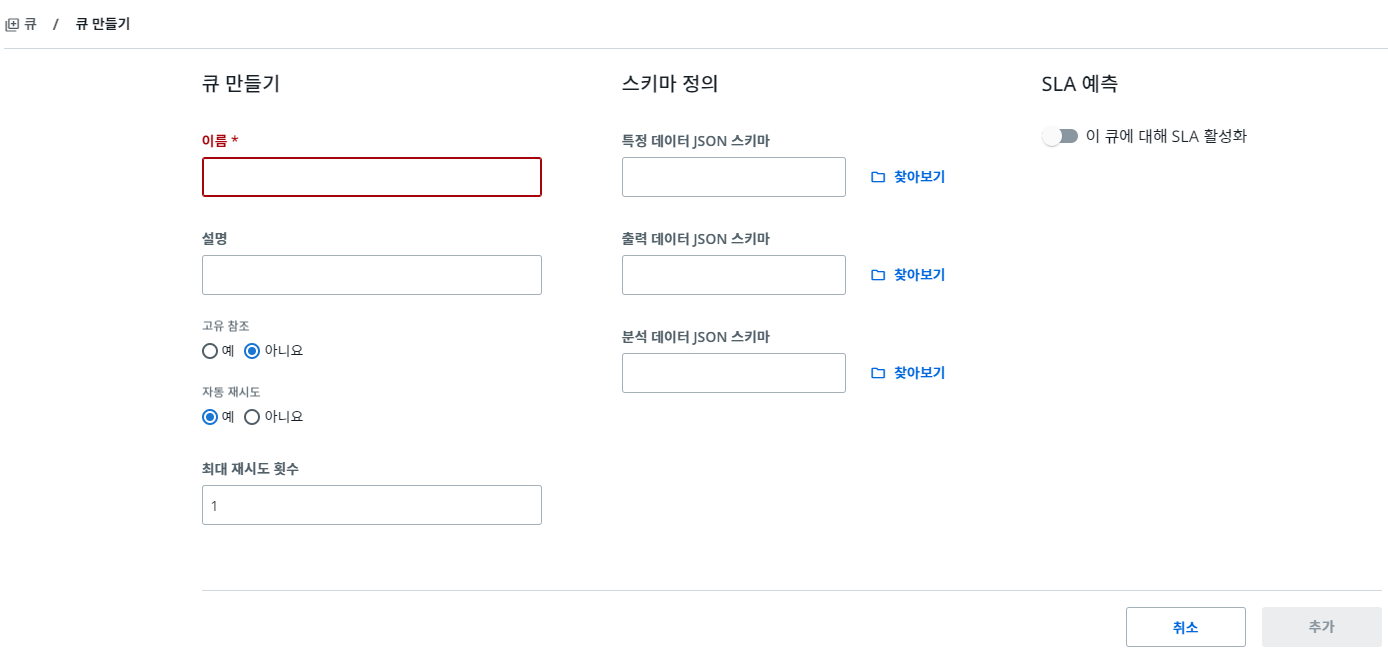 큐 / 큐 만들기
큐 만들기
이름 *
설명
고유 참조
예 아니요
자동 재시도
예 아니요
최대 재시도 횟수
1
스키마 정의
특정 데이터 JSON 스키마
찾아보기
출력 데이터 JSON 스키마
찾아보기
분석 데이터 JSON 스키마
찾아보기
SLA 예측
이 큐에 대해 SLA 활성화
취소 추가